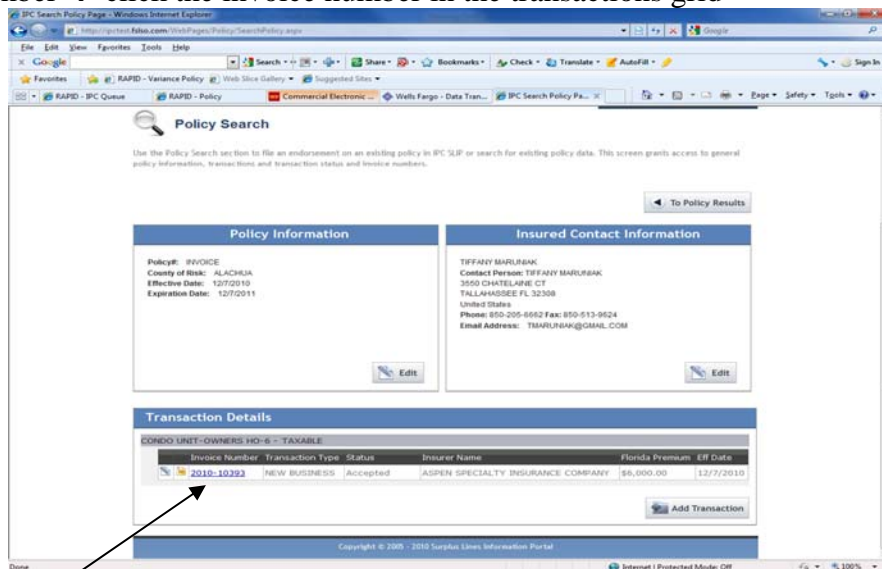 click the invoice number in the transactions grid
IPC Search Policy Page - Windows Internet Explorer
File Edit View Favorites Tools Help
Google Search Share Bookmarks Check Translate AutoFill Sign In
Favorites RAPID - Variance Policy Web Slice Gallery Suggested Sites
RAPID - IPC Queue RAPID - Policy Commercial Electronic ... Wells Fargo - Data Tran... IPC Search Policy Pa... Page Safety Tools
Policy Search
Use the Policy Search section to file an endorsement on an existing policy in IPC SLIP or search for existing policy data. This screen grants access to general
policy information, transactions and transaction status and invoice numbers.
To Policy Results
Policy Information
Policy#: INVOICE
County of Risk: ALACHUA
Effective Date: 12/7/2010
Expiration Date: 12/7/2011
Edit
Insured Contact Information
TIFFANY MARUNIAK
Contact Person: TIFFANY MARUNIAK
3550 CHATELAINE CT
TALLAHASSEE FL 32308
United States
Phone: 850-205-6662 Fax: 850-513-9624
Email Address: TMARUNIAK@GMAIL.COM
Edit
Transaction Details
CONDO UNIT-OWNERS HO-6 - TAXABLE
Invoice Number Transaction Type Status Insurer Name Florida Premium Eff Date
2010-10393 NEW BUSINESS Accepted ASPEN SPECIALTY INSURANCE COMPANY $6,000.00 12/7/2010
Add Transaction
Copyright © 2005 - 2010 Surplus Lines Information Portal
Done Internet | Protected Mode: Off 100%